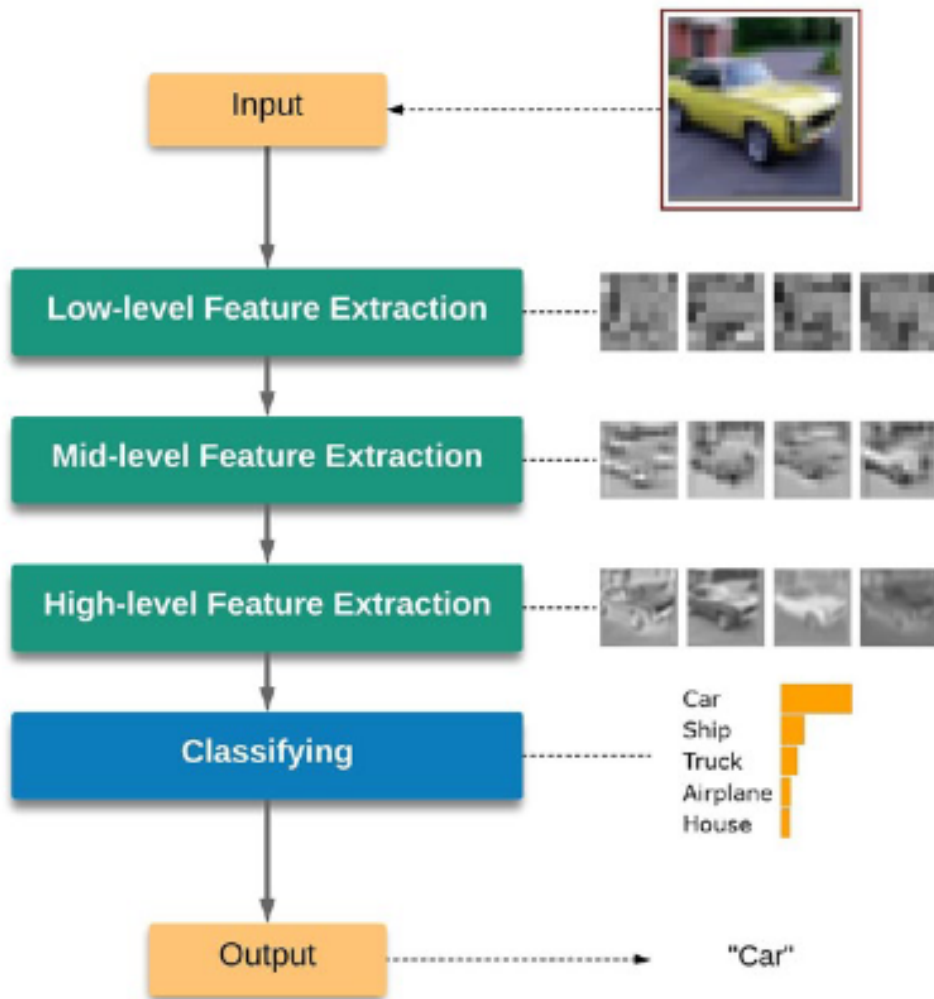 Input
Low-level Feature Extraction
Mid-level Feature Extraction
High-level Feature Extraction
Classifying
Car
Ship
Truck
Airplane
House
Output
"Car"